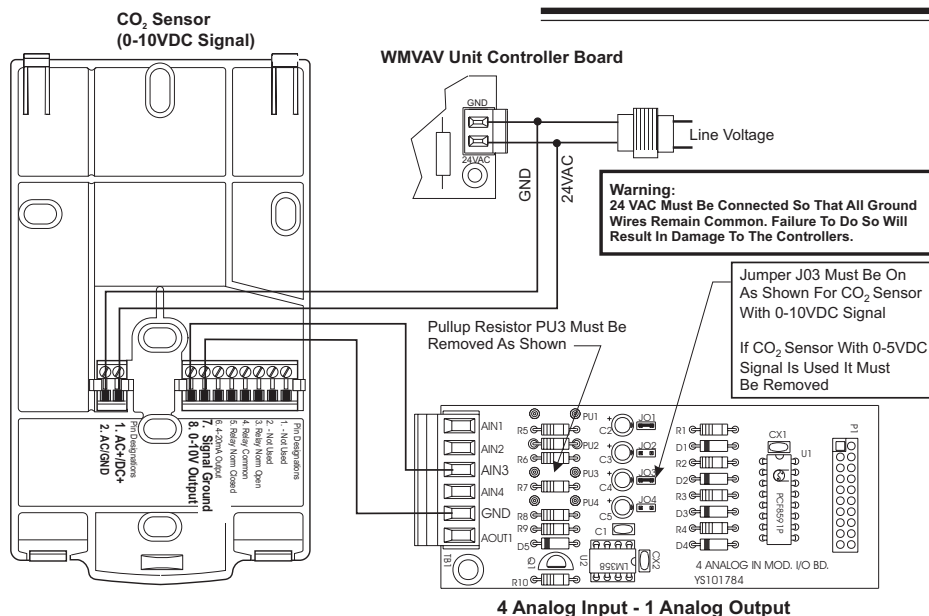 CO₂ Sensor
(0-10VDC Signal)
WMVAV Unit Controller Board
GND
24VAC
GND
24VAC
Line Voltage
Warning:
24 VAC Must Be Connected So That All Ground
Wires Remain Common. Failure To Do So Will
Result In Damage To The Controllers.
Jumper J03 Must Be On
As Shown For CO₂ Sensor
With 0-10VDC Signal
If CO₂ Sensor With 0-5VDC
Signal Is Used It Must
Be Removed
Pullup Resistor PU3 Must Be
Removed As Shown
Pin Designations
1. AC+/DC+
2. AC/GND
Pin Designations
1. - Not Used
2. - Not Used
3. Relay Norm Open
4. Relay Common
5. Relay Norm Closed
6. 4-20mA Output
7. Signal Ground
8. 0-10V Output
AIN1
AIN2
AIN3
AIN4
GND
AOUT1
TB1
PU1
R5
PU2
R6
PU3
R7
PU4
R8
R9
D5
Q1
R10
+
C2
JO1
+
C3
JO2
+
C4
JO3
+
C5
JO4
C1
U2
LM358
CX2
R1
D1
R2
D2
R3
D3
R4
D4
CX1
U1
PCF8591P
P1
4 ANALOG IN MOD. I/O BD.
YS101784
4 Analog Input - 1 Analog Output